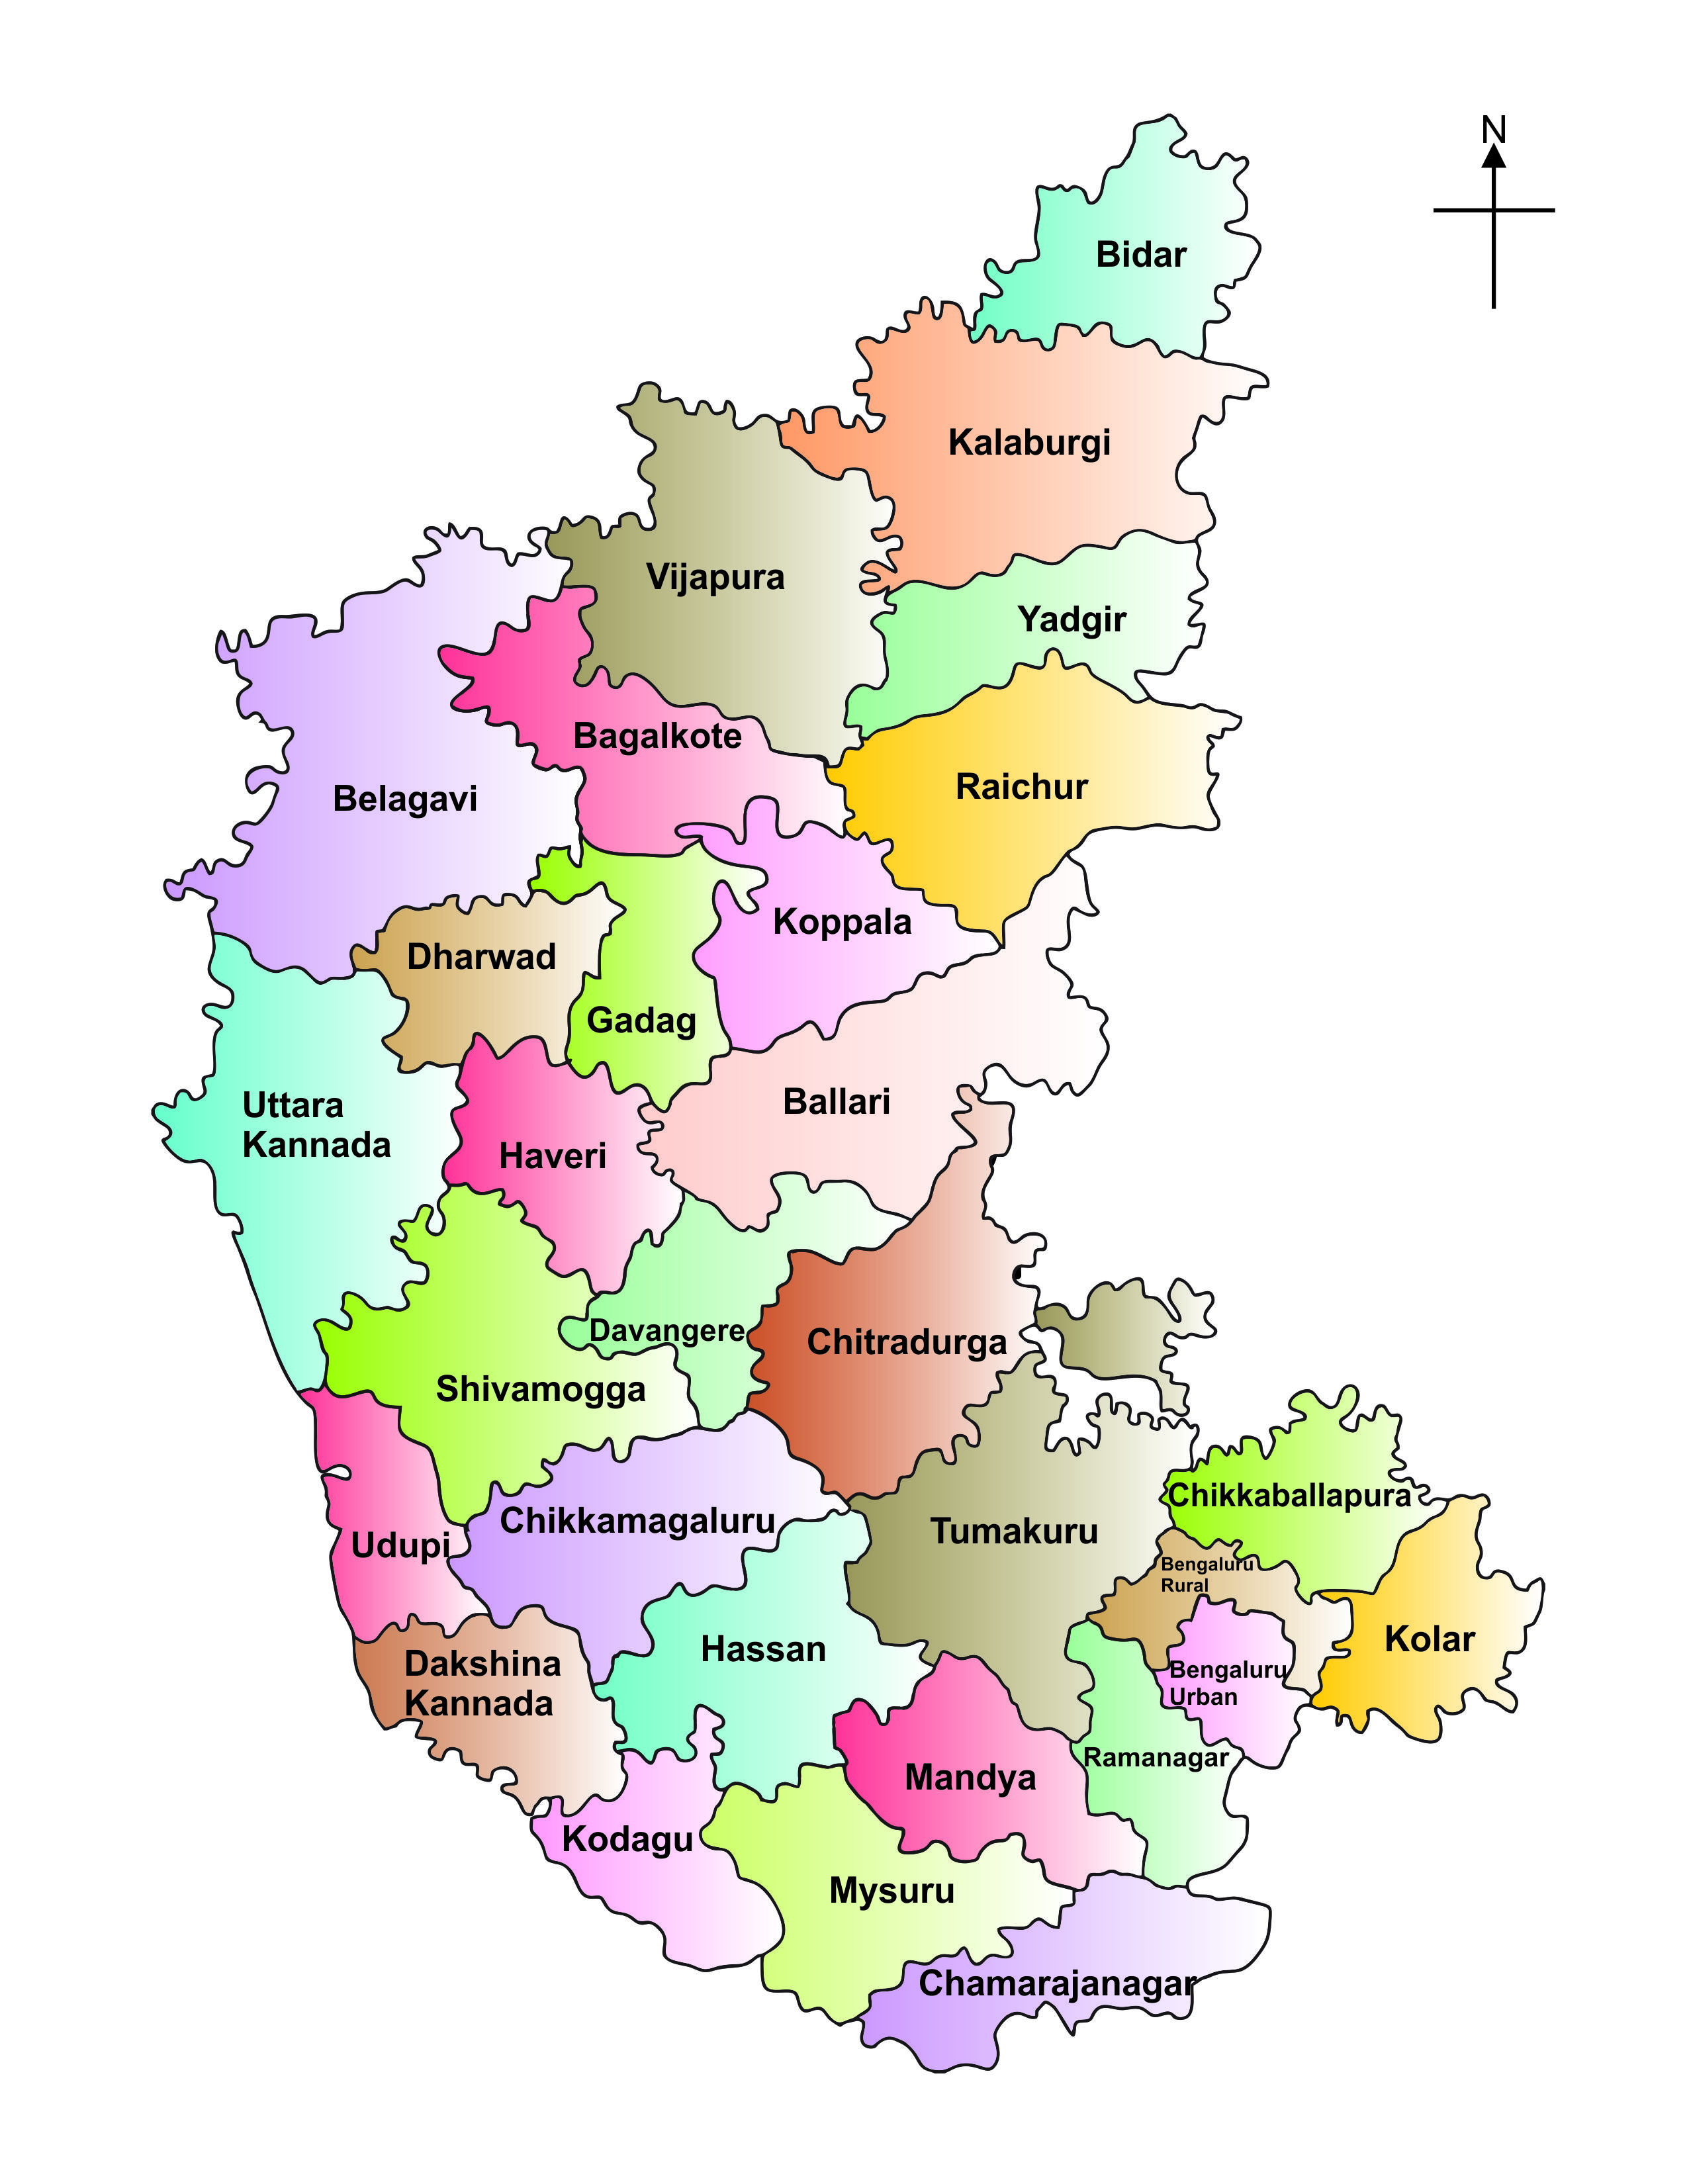 N
Bidar
Kalaburgi
Vijapura
Yadgir
Bagalkote
Raichur
Belagavi
Koppala
Dharwad
Gadag
Ballari
Uttara
Kannada
Haveri
Davangere
Chitradurga
Shivamogga
Chikkaballapura
Chikkamagaluru
Tumakuru
Udupi
Bengaluru
Rural
Kolar
Hassan
Dakshina
Kannada
Bengaluru
Urban
Ramanagar
Mandya
Kodagu
Mysuru
Chamarajanagar